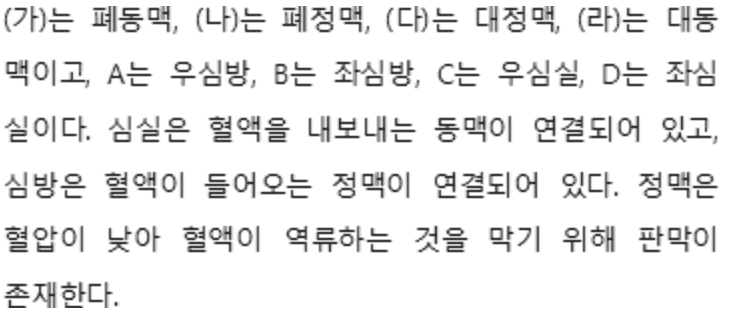 (가)는 폐동맥, (나)는 폐정맥, (다)는 대정맥, (라)는 대동
맥이고, A는 우심방, B는 좌심방, C는 우심실, D는 좌심
실이다. 심실은 혈액을 내보내는 동맥이 연결되어 있고,
심방은 혈액이 들어오는 정맥이 연결되어 있다. 정맥은
혈압이 낮아 혈액이 역류하는 것을 막기 위해 판막이
존재한다.